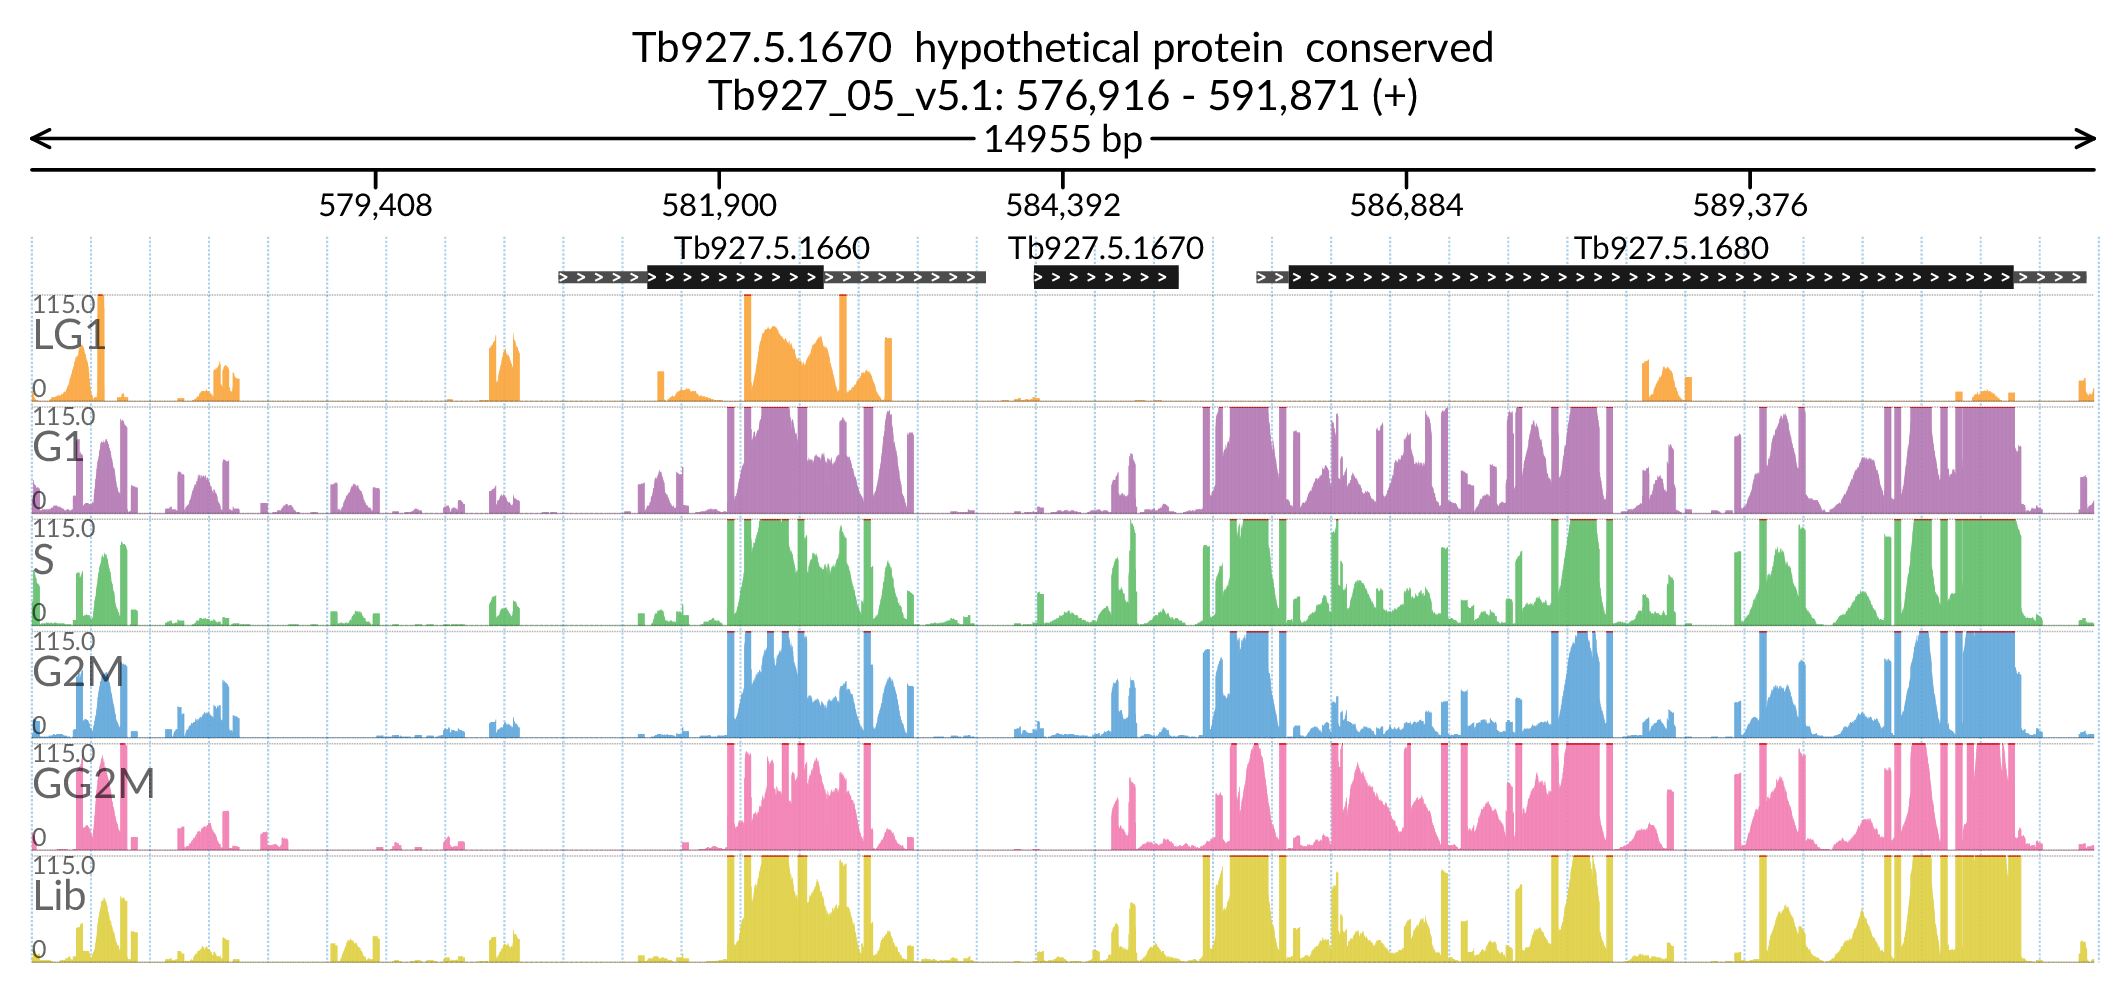 Tb927.5.1670  hypothetical protein  conserved
Tb927_05_v5.1: 576,916 - 591,871 (+)
14955 bp
579,408 581,900 584,392 586,884 589,376
Tb927.5.1660 Tb927.5.1670 Tb927.5.1680
115.0
LG1
0
115.0
G1
0
115.0
S
0
115.0
G2M
0
115.0
GG2M
0
115.0
Lib
0